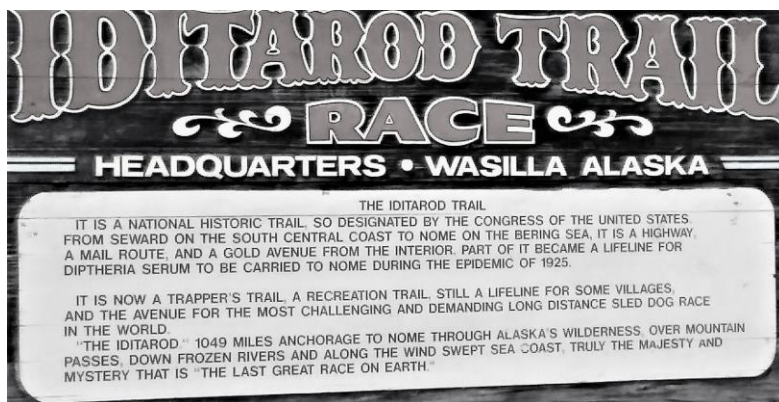 IDITAROD TRAIL
RACE
HEADQUARTERS • WASILLA ALASKA
THE IDITAROD TRAIL
IT IS A NATIONAL HISTORIC TRAIL, SO DESIGNATED BY THE CONGRESS OF THE UNITED STATES.
FROM SEWARD ON THE SOUTH CENTRAL COAST TO NOME ON THE BERING SEA, IT IS A HIGHWAY,
A MAIL ROUTE, AND A GOLD AVENUE FROM THE INTERIOR. PART OF IT BECAME A LIFELINE FOR
DIPTHERIA SERUM TO BE CARRIED TO NOME DURING THE EPIDEMIC OF 1925.
IT IS NOW A TRAPPER'S TRAIL, A RECREATION TRAIL, STILL A LIFELINE FOR SOME VILLAGES,
AND THE AVENUE FOR THE MOST CHALLENGING AND DEMANDING LONG DISTANCE SLED DOG RACE
IN THE WORLD.
"THE IDITAROD." 1049 MILES ANCHORAGE TO NOME THROUGH ALASKA'S WILDERNESS, OVER MOUNTAIN
PASSES, DOWN FROZEN RIVERS AND ALONG THE WIND SWEPT SEA COAST, TRULY THE MAJESTY AND
MYSTERY THAT IS "THE LAST GREAT RACE ON EARTH."